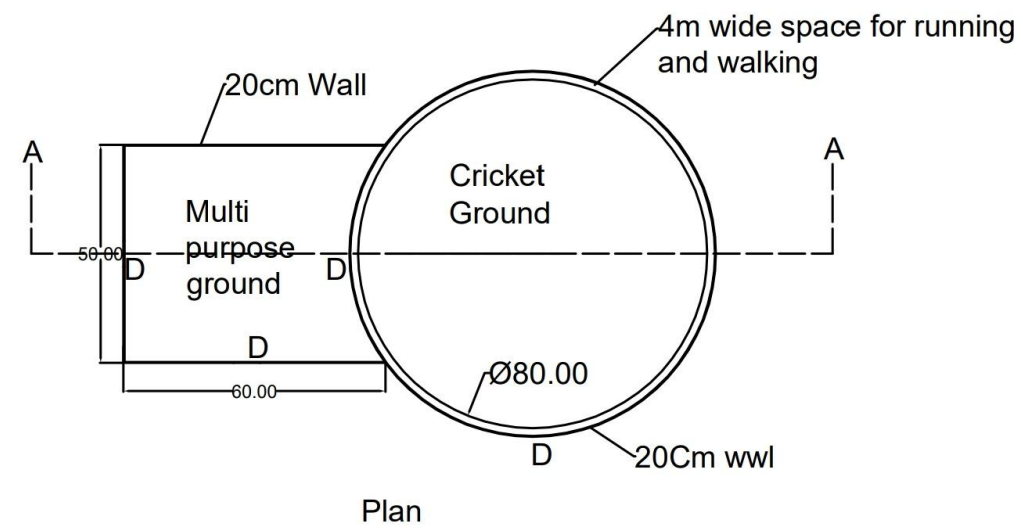 4m wide space for running
and walking
20cm Wall
A
A
Cricket
Ground
Multi
purpose
ground
50.00
D
D
D
60.00
Ø80.00
D
20Cm wwl
Plan